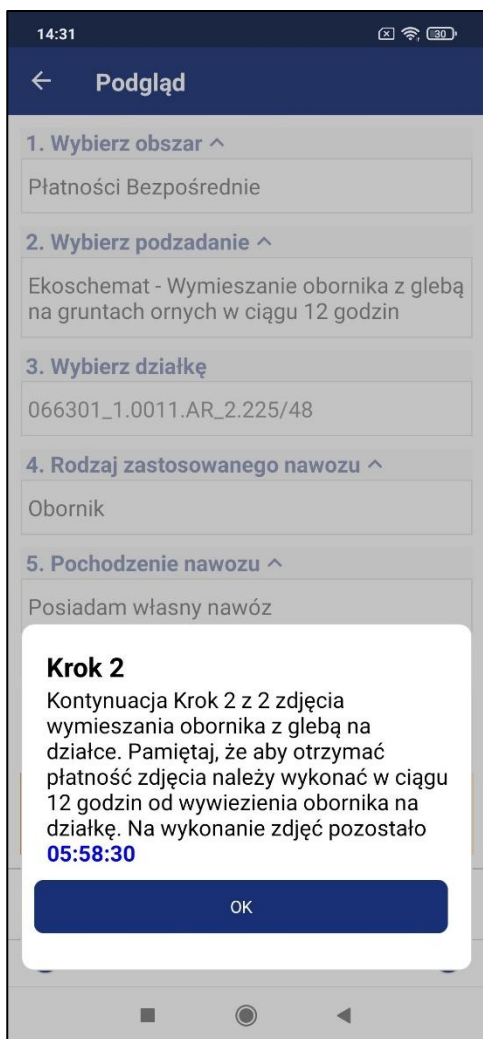 14:31
30
Podgląd
1. Wybierz obszar
Płatności Bezpośrednie
2. Wybierz podzadanie
Ekoschemat - Wymieszanie obornika z glebą
na gruntach ornych w ciągu 12 godzin
3. Wybierz działkę
066301_1.0011.AR_2.225/48
4. Rodzaj zastosowanego nawozu
Obornik
5. Pochodzenie nawozu
Posiadam własny nawóz
Krok 2
Kontynuacja Krok 2 z 2 zdjęcia
wymieszania obornika z glebą na
działce. Pamiętaj, że aby otrzymać
płatność zdjęcia należy wykonać w ciągu
12 godzin od wywiezienia obornika na
działkę. Na wykonanie zdjęć pozostało
05:58:30
OK